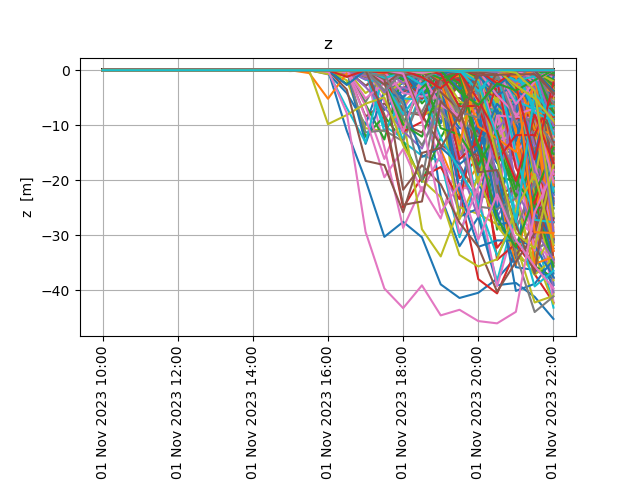 z
0
−10
−20
−30
−40
z [m]
01 Nov 2023 10:00
01 Nov 2023 12:00
01 Nov 2023 14:00
01 Nov 2023 16:00
01 Nov 2023 18:00
01 Nov 2023 20:00
01 Nov 2023 22:00